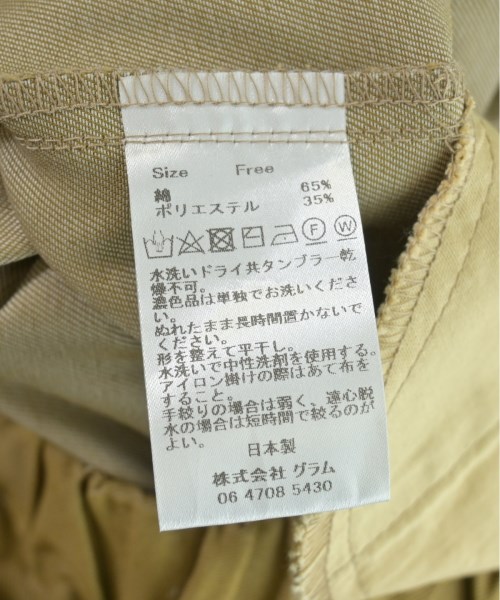 Size Free
綿 65%
ポリエステル 35%
F W
水洗いドライ共タンブラー乾
燥不可。
濃色品は単独でお洗いくださ
い。
ぬれたまま長時間置かないで
ください。
形を整えて平干し。
水洗いで中性洗剤を使用する。
アイロン掛けの際はあて布を
すること。
手絞りの場合は弱く、遠心脱
水の場合は短時間で絞るのが
よい。
日本製
株式会社 グラム
06 4708 5430